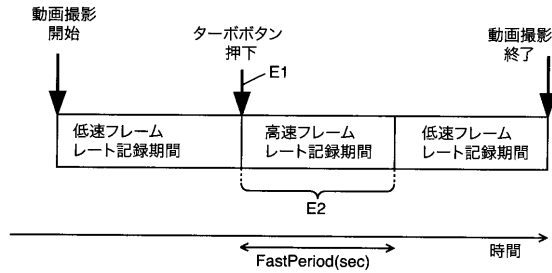 動画撮影
開始
ターボボタン
押下
E1
動画撮影
終了
低速フレーム
レート記録期間
高速フレーム
レート記録期間
低速フレーム
レート記録期間
E2
時間
FastPeriod(sec)